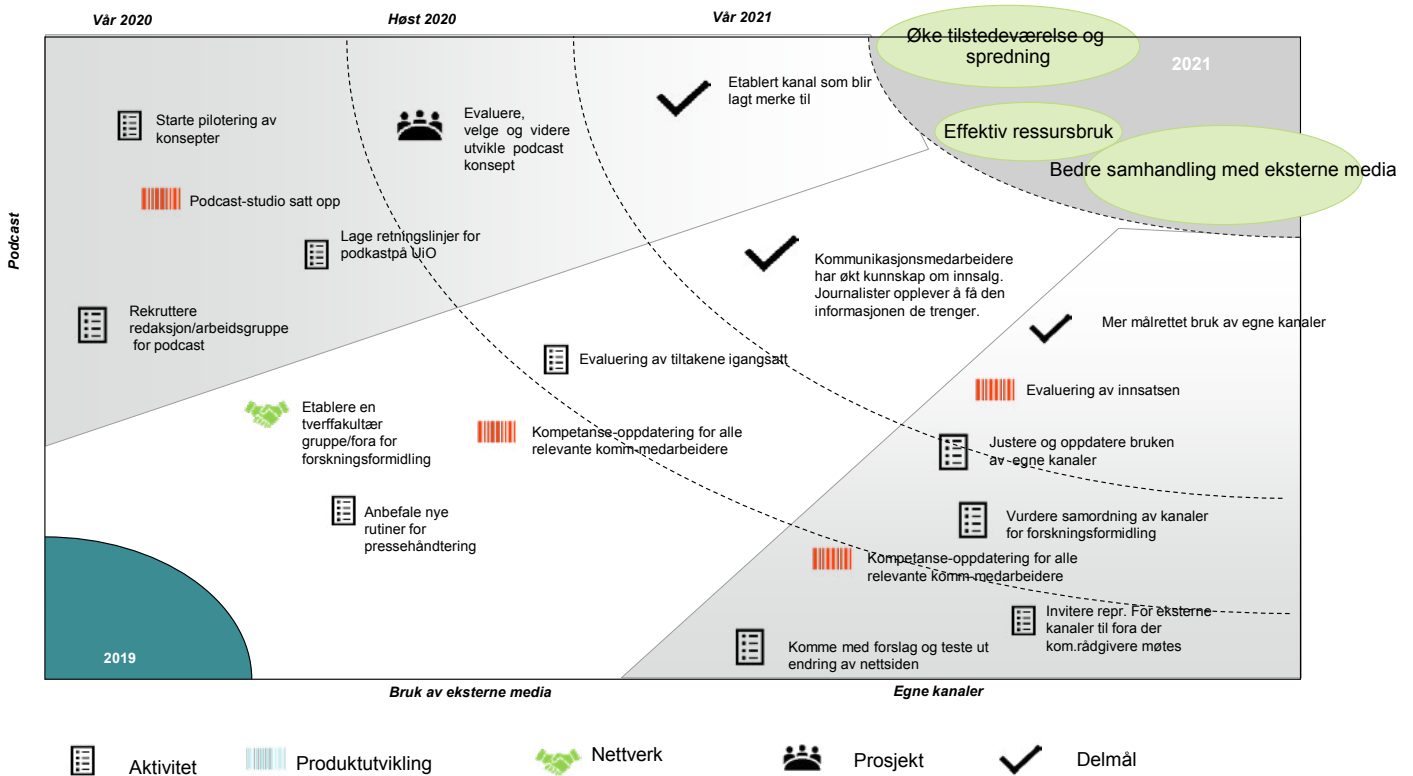 Vår 2020
Høst 2020
Vår 2021
Øke tilstedeværelse og
spredning
2021
Effektiv ressursbruk
Bedre samhandling med eksterne media
Podcast
Starte pilotering av
konsepter
Evaluere,
velge og videre
utvikle podcast
konsept
Etablert kanal som blir
lagt merke til
Podcast-studio satt opp
Lage retningslinjer for
podkastpå UiO
Rekruttere
redaksjon/arbeidsgruppe
for podcast
Kommunikasjonsmedarbeidere
har økt kunnskap om innsalg.
Journalister opplever å få den
informasjonen de trenger.
Evaluering av tiltakene igangsatt
Etablere en
tverffakultær
gruppe/fora for
forskningsformidling
Kompetanse-oppdatering for alle
relevante komm-medarbeidere
Anbefale nye
rutiner for
pressehåndtering
Mer målrettet bruk av egne kanaler
Evaluering av innsatsen
Justere og oppdatere bruken
av egne kanaler
Vurdere samordning av kanaler
for forskningsformidling
Kompetanse-oppdatering for alle
relevante komm-medarbeidere
Invitere repr. For eksterne
kanaler til fora der
kom.rådgivere møtes
Komme med forslag og teste ut
endring av nettsiden
2019
Bruk av eksterne media
Egne kanaler
Aktivitet
Produktutvikling
Nettverk
Prosjekt
Delmål